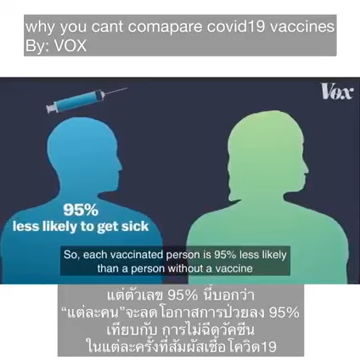 why you cant comapare covid19 vaccines
By: VOX
Vox
95%
less likely to get sick
So, each vaccinated person is 95% less likely
than a person without a vaccine
แต่ตัวเลข 95% นี้บอกว่า
“แต่ละคน”จะลดโอกาสการป่วยลง 95%
เทียบกับ การไม่ฉีดวัคซีน
ในแต่ละครั้งที่สัมผัสเชื้อโควิด19